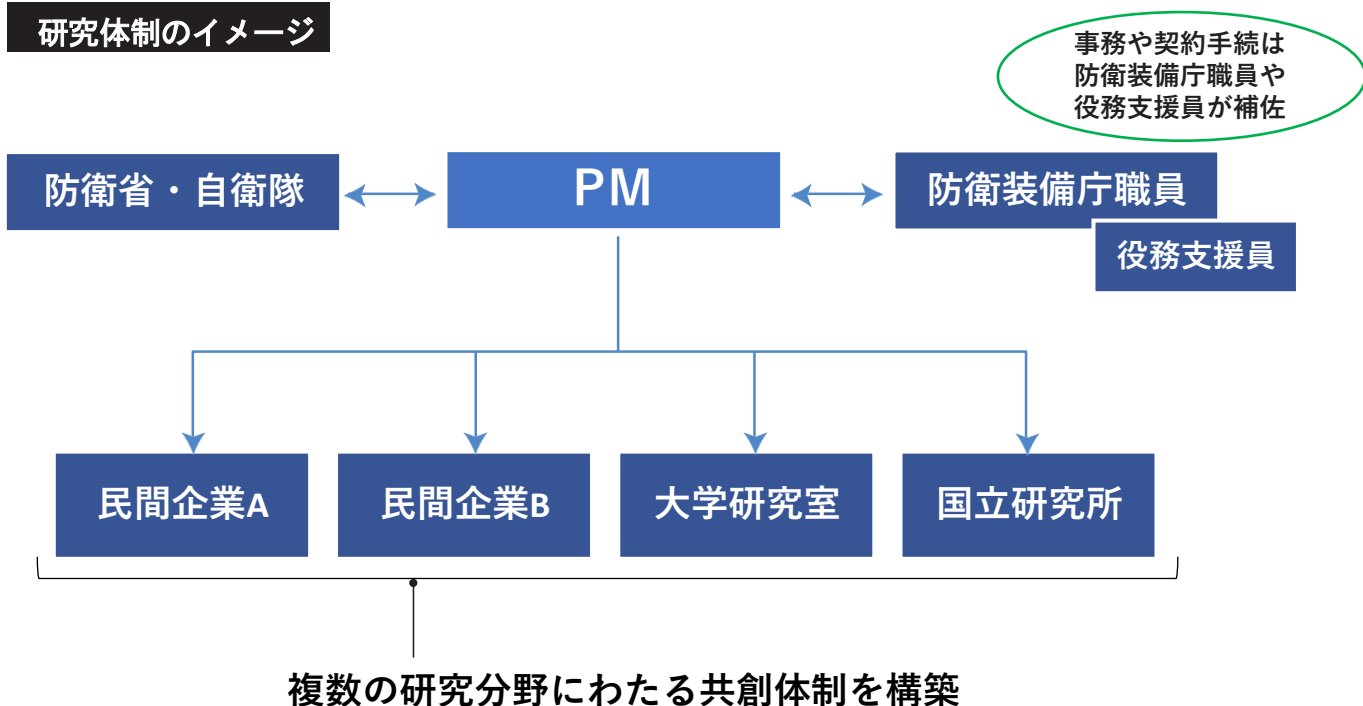 研究体制のイメージ
事務や契約手続は
防衛装備庁職員や
役務支援員が補佐
防衛省・自衛隊
PM
防衛装備庁職員
役務支援員
民間企業A
民間企業B
大学研究室
国立研究所
複数の研究分野にわたる共創体制を構築